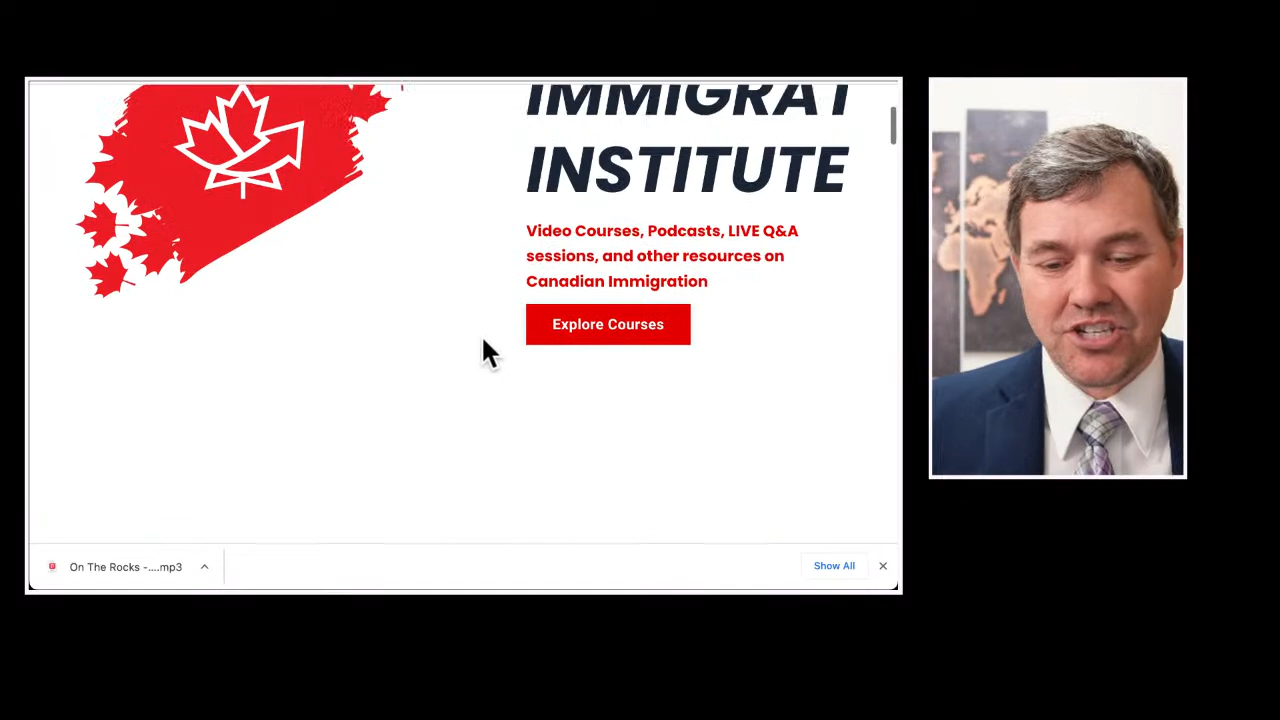 IMMIGRAT
INSTITUTE
Video Courses, Podcasts, LIVE Q&A
sessions, and other resources on
Canadian Immigration
Explore Courses
On The Rocks -....mp3
Show All